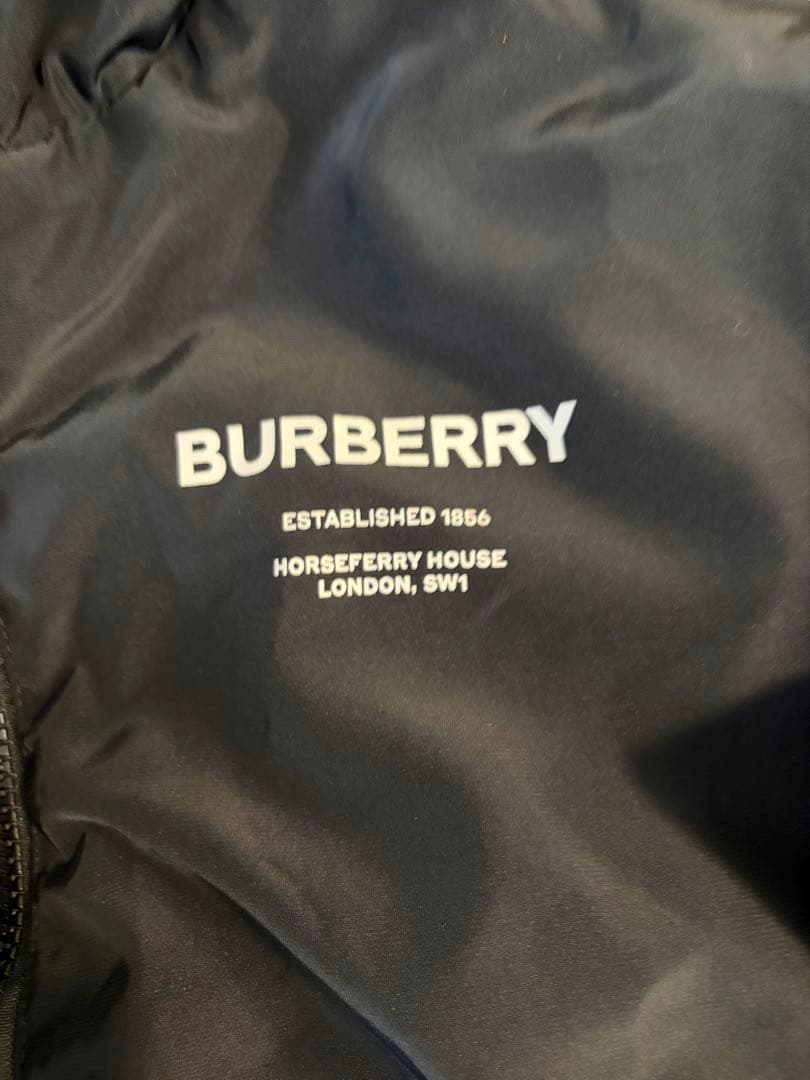 BURBERRY
ESTABLISHED 1856
HORSEFERRY HOUSE
LONDON, SW1